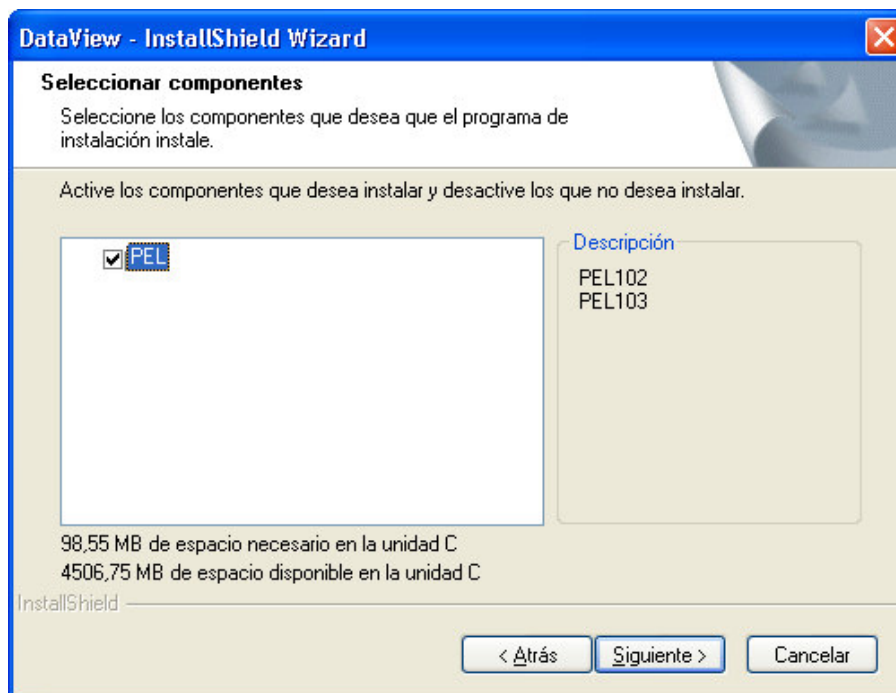 DataView - InstallShield Wizard
Seleccionar componentes
Seleccione los componentes que desea que el programa de
instalación instale.
Active los componentes que desea instalar y desactive los que no desea instalar.
PEL
Descripción
PEL102
PEL103
98,55 MB de espacio necesario en la unidad C
4506,75 MB de espacio disponible en la unidad C
InstallShield
< Atrás
Siguiente >
Cancelar